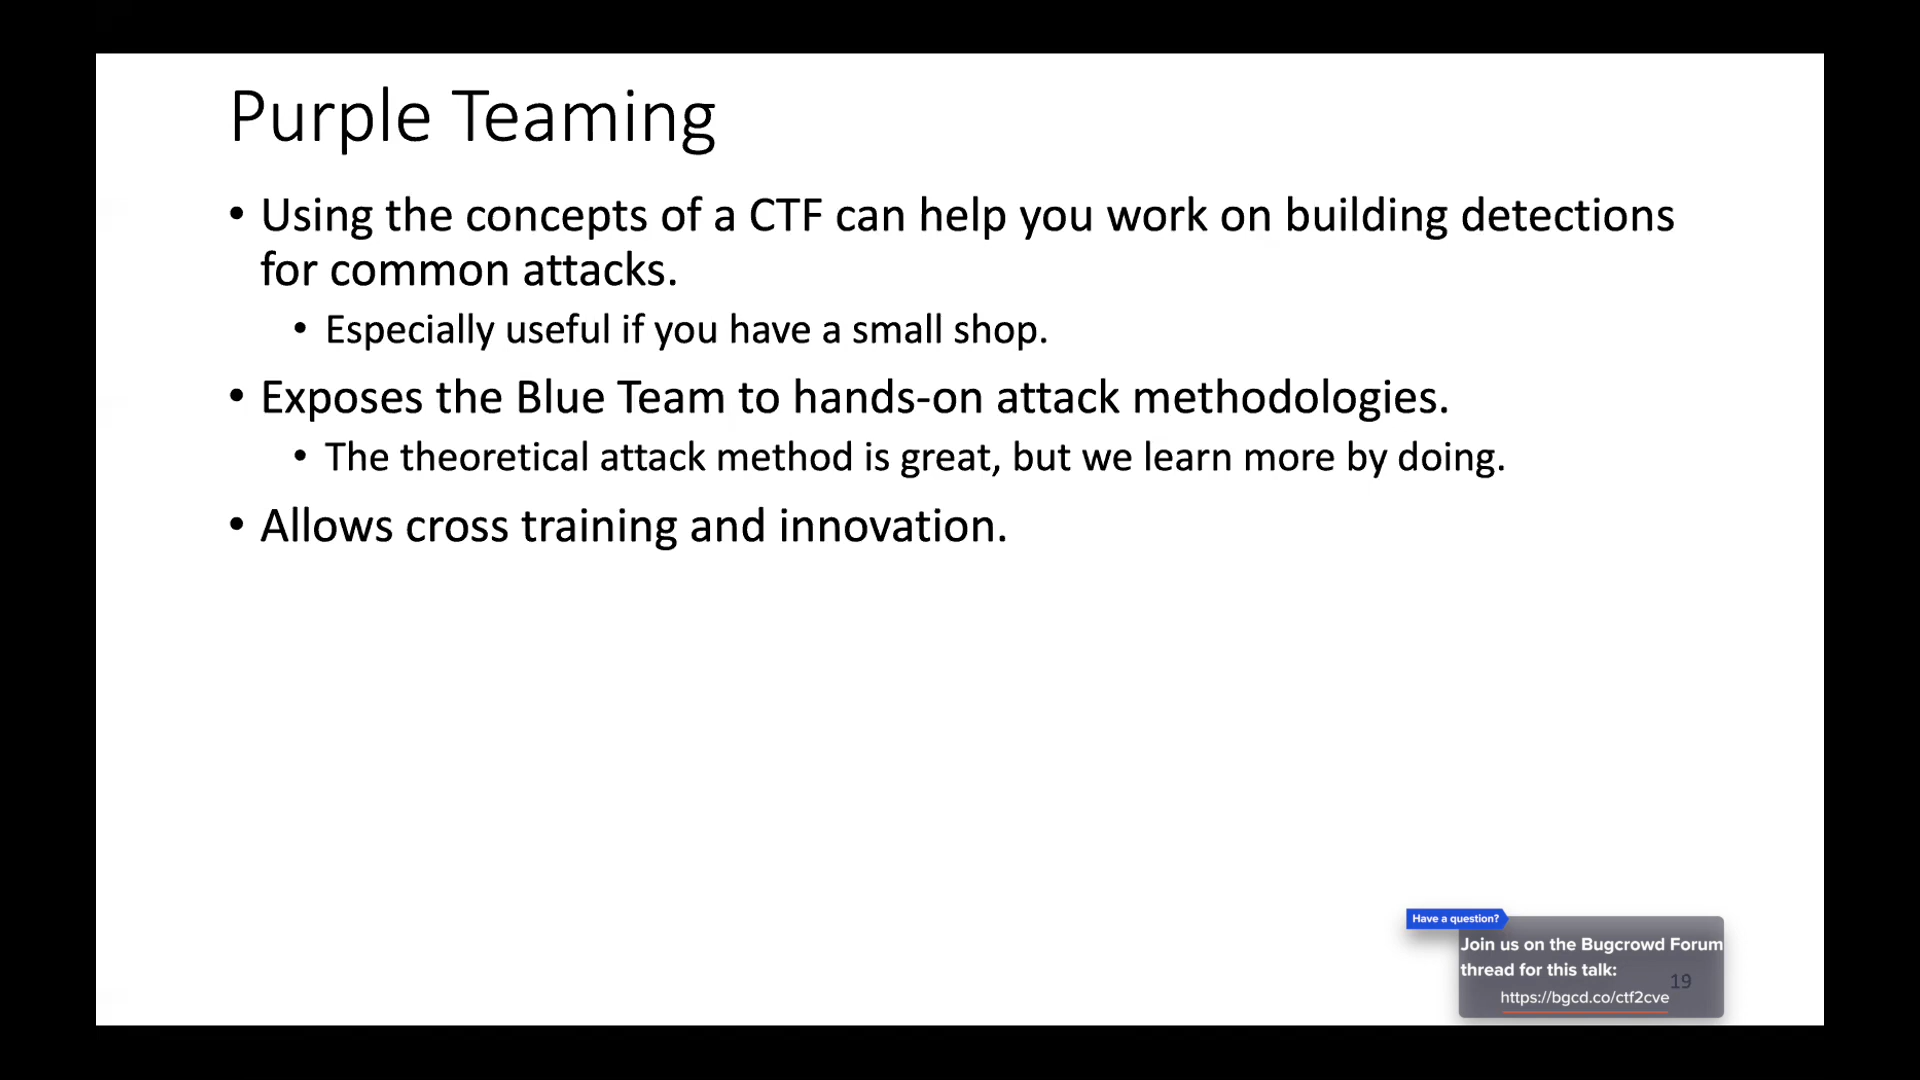 Purple Teaming
• Using the concepts of a CTF can help you work on building detections
for common attacks.
• Especially useful if you have a small shop.
• Exposes the Blue Team to hands-on attack methodologies.
• The theoretical attack method is great, but we learn more by doing.
• Allows cross training and innovation.
Have a question?
Join us on the Bugcrowd Forum
thread for this talk:
19
https://bgcd.co/ctf2cve